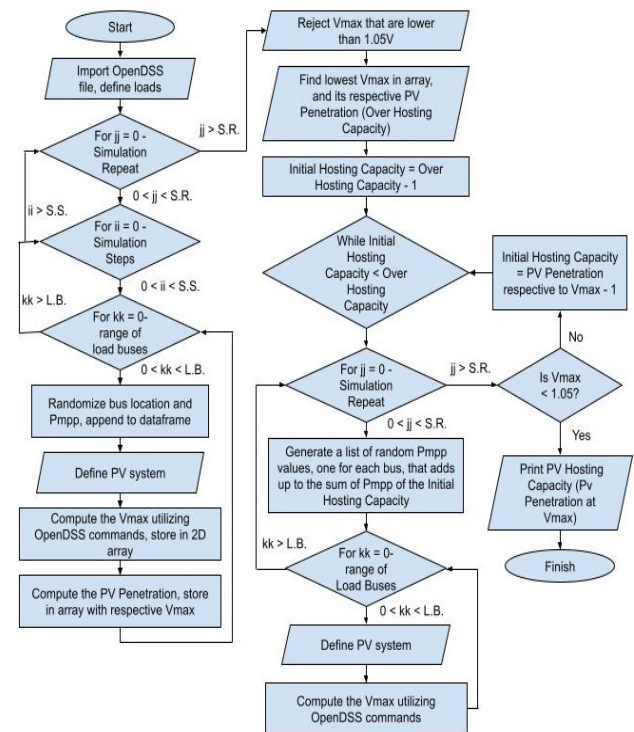 Start
Import OpenDSS
file, define loads
For jj = 0 -
Simulation
Repeat
jj > S.R.
0 < jj < S.R.
ii > S.S.
For ii = 0-
Simulation
Steps
0 < ii < S.S.
kk > L.B.
For kk = 0-
range of
load buses
0 < kk < L.B.
Randomize bus location and
Pmpp, append to dataframe
Define PV system
Compute the Vmax utilizing
OpenDSS commands, store in 2D
array
Compute the PV Penetration, store
in array with respective Vmax
Reject Vmax that are lower
than 1.05V
Find lowest Vmax in array,
and its respective PV
Penetration (Over Hosting
Capacity)
Initial Hosting Capacity = Over
Hosting Capacity - 1
While Initial
Hosting
Capacity < Over
Hosting
Capacity
Initial Hosting Capacity
= PV Penetration
respective to Vmax - 1
No
For jj = 0 -
Simulation
Repeat
jj > S.R.
Is Vmax
< 1.05?
0 < jj < S.R.
Yes
Generate a list of random Pmpp
values, one for each bus, that adds
up to the sum of Pmpp of the Initial
Hosting Capacity
Print PV Hosting
Capacity (Pv
Penetration at
Vmax)
kk > L.B.
For kk = 0-
range of
Load Buses
Finish
0 < kk < L.B.
Define PV system
Compute the Vmax utilizing
OpenDSS commands